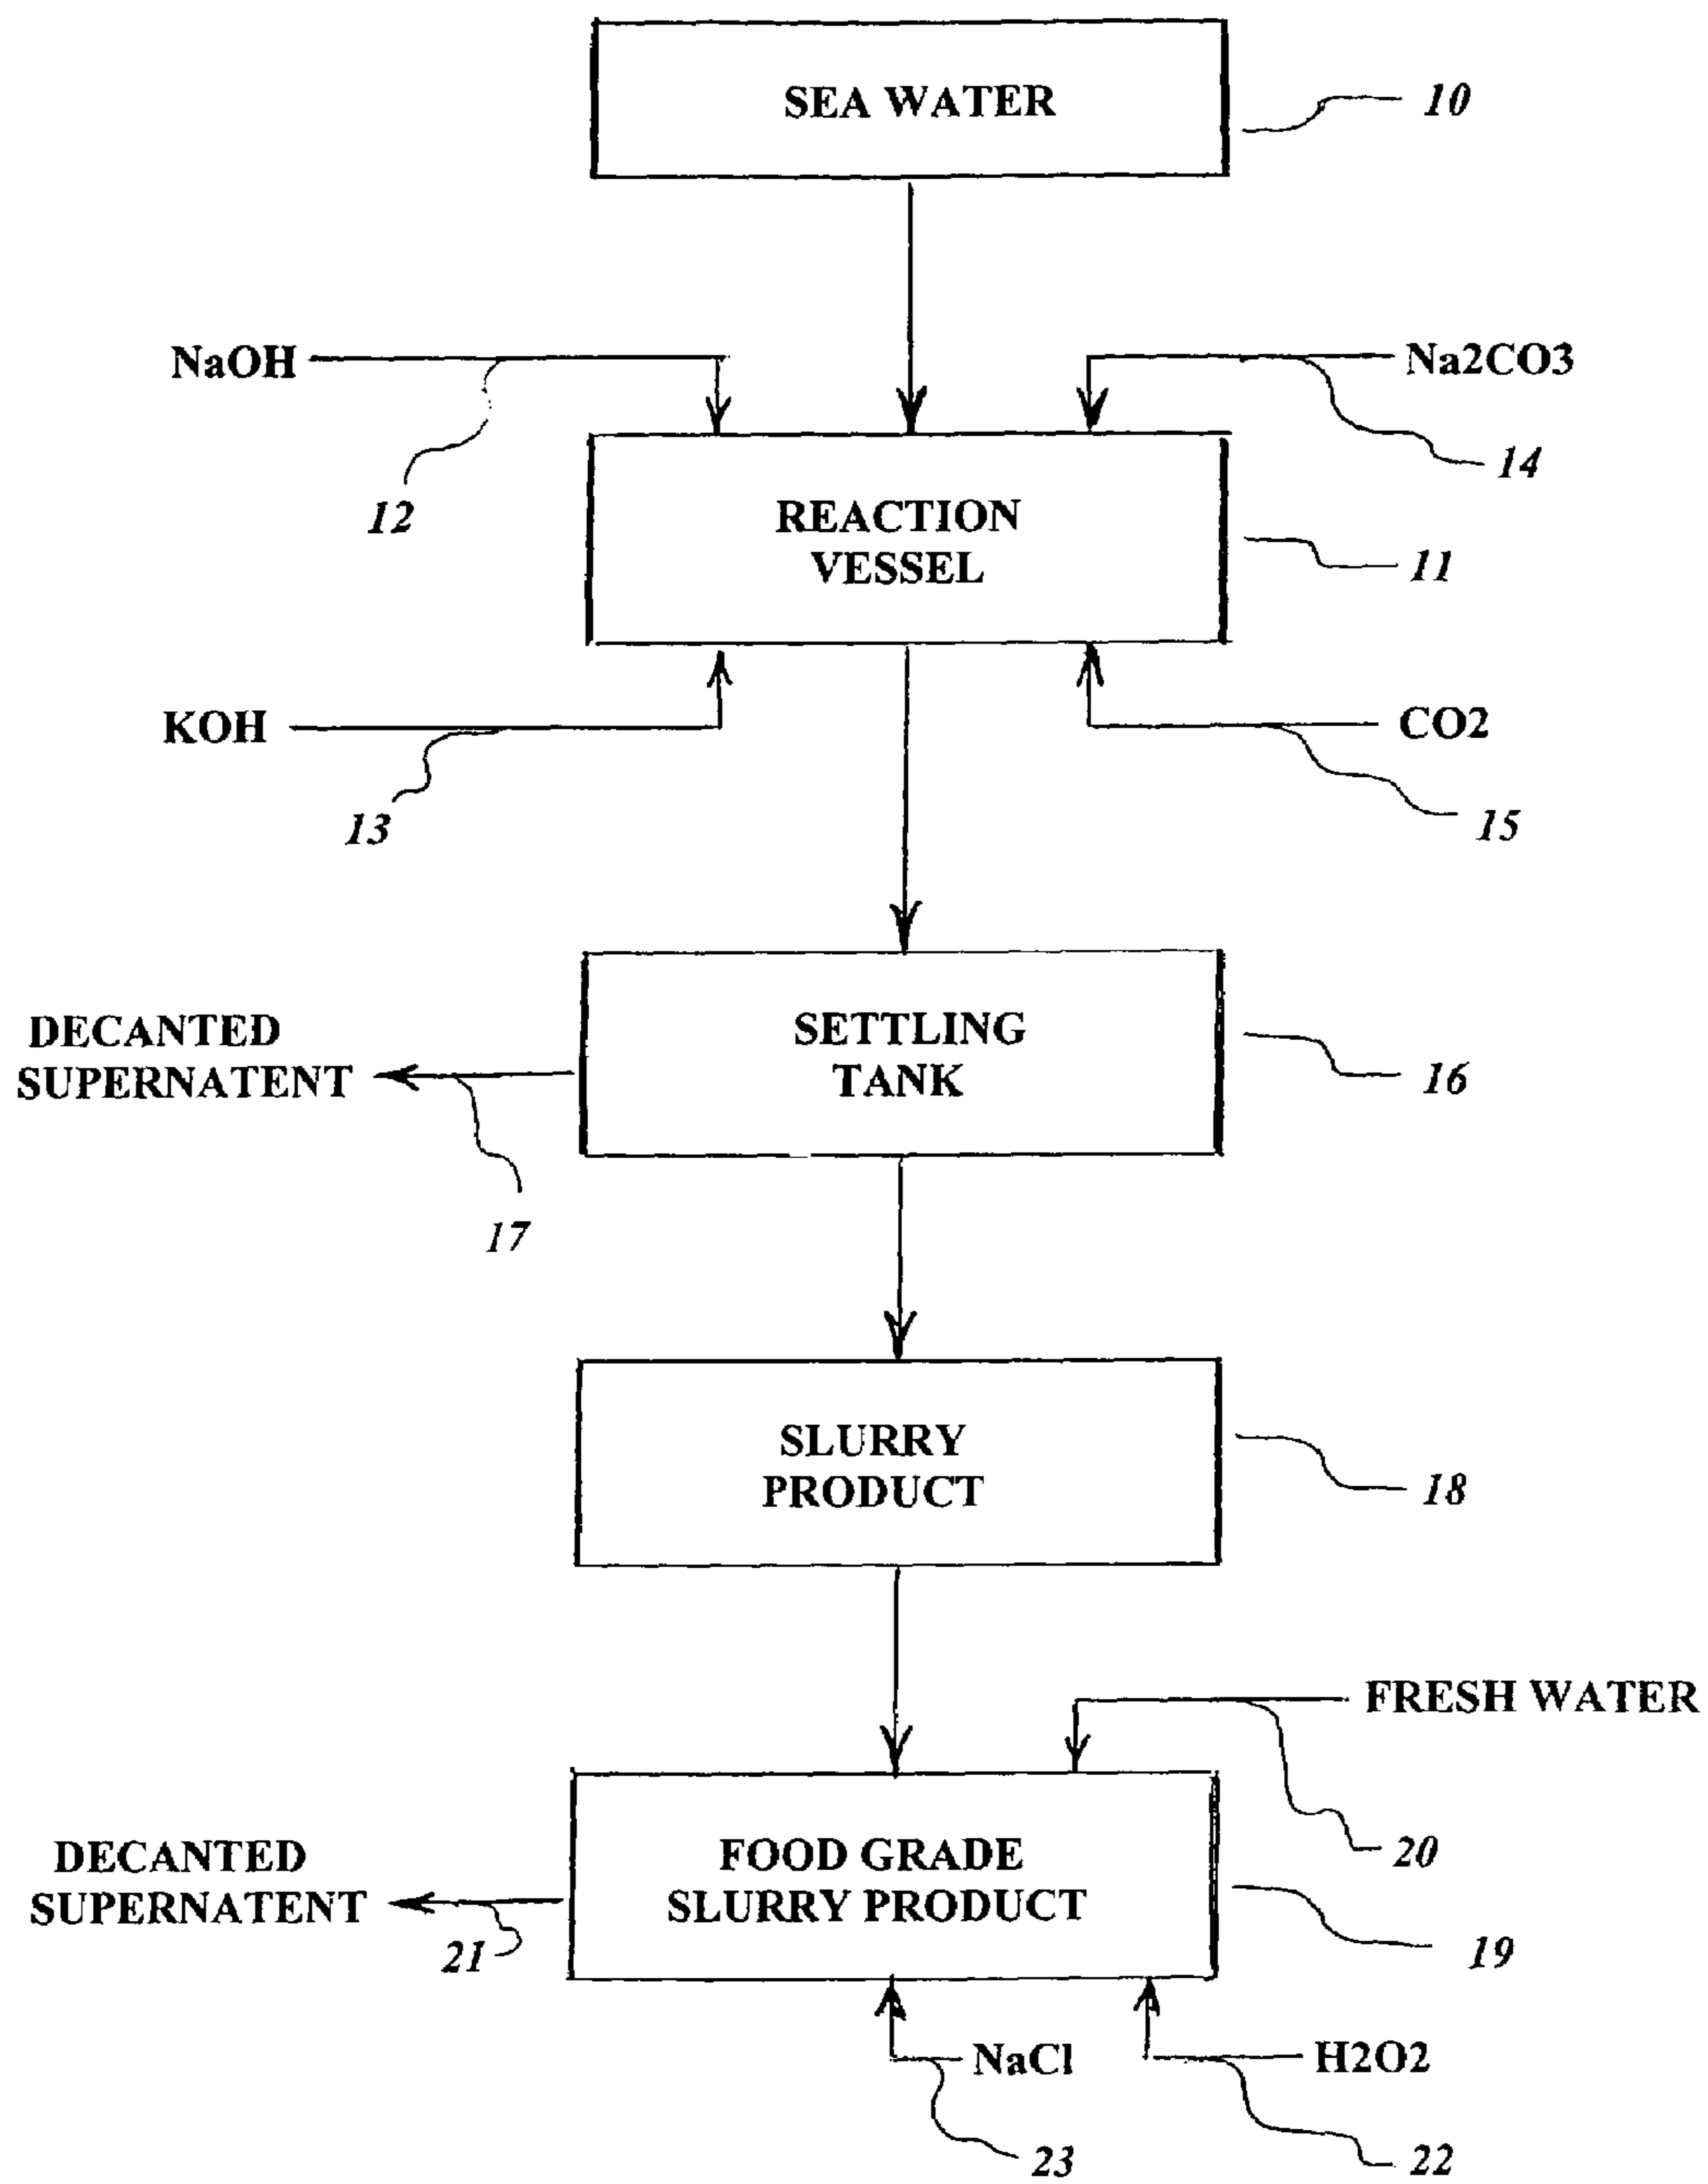 SEA WATER
10
NaOH
Na2CO3
12
14
REACTION
VESSEL
11
KOH
CO2
13
15
SETTLING
TANK
16
DECANTED
SUPERNATENT
17
SLURRY
PRODUCT
18
FRESH WATER
20
FOOD GRADE
SLURRY PRODUCT
19
DECANTED
SUPERNATENT
21
NaCl
H2O2
23
22